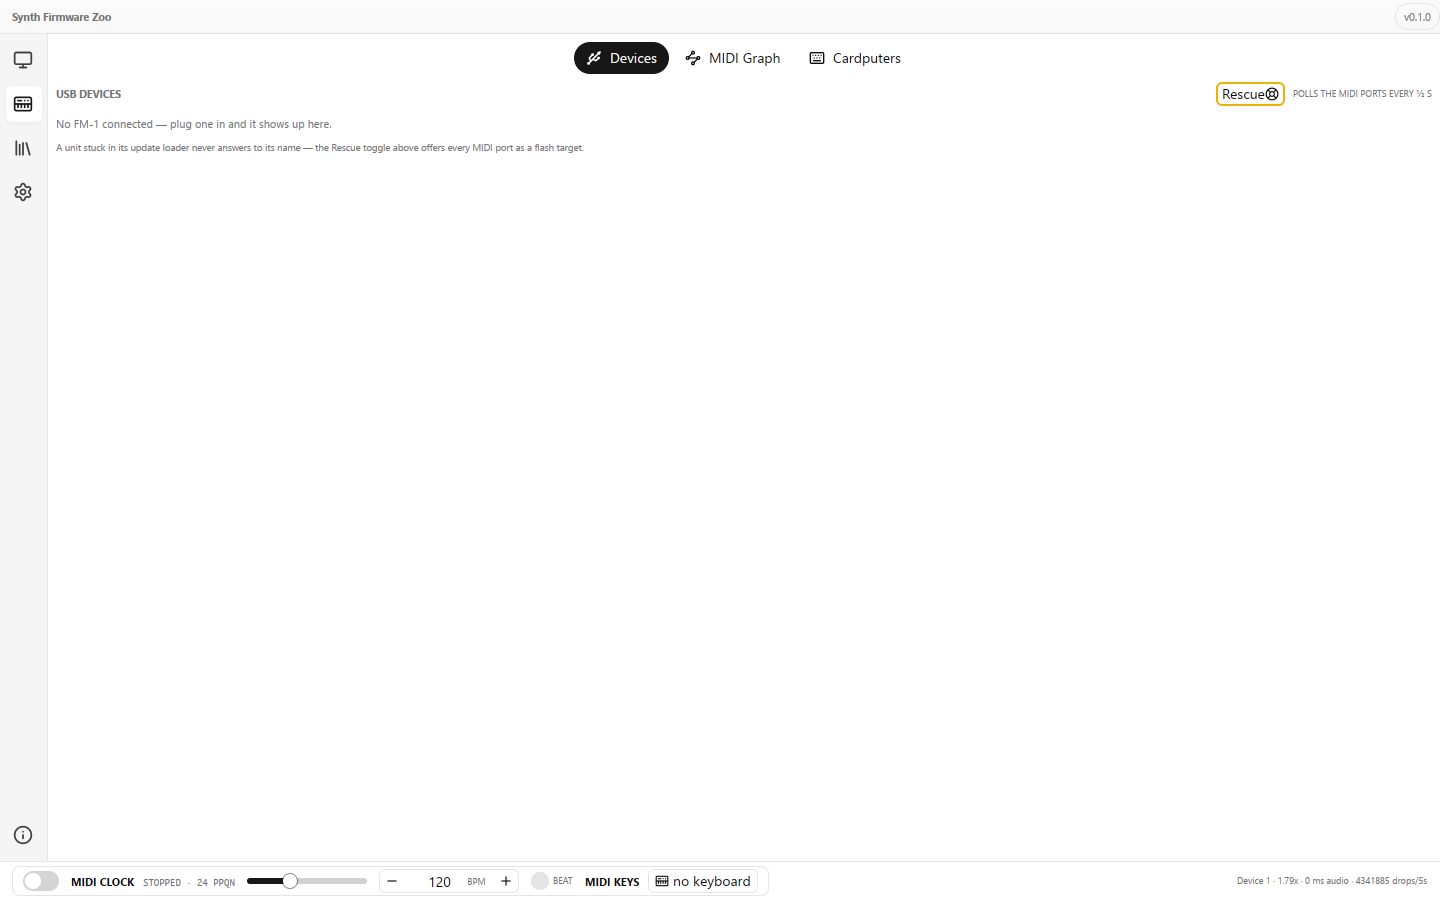 Synth Firmware Zoo
v0.1.0
Devices
MIDI Graph
Cardputers
USB DEVICES
Rescue
POLLS THE MIDI PORTS EVERY ½ S
No FM-1 connected — plug one in and it shows up here.
A unit stuck in its update loader never answers to its name — the Rescue toggle above offers every MIDI port as a flash target.
MIDI CLOCK
STOPPED · 24 PPQN
120
BPM
BEAT
MIDI KEYS
no keyboard
Device 1 · 1.79x · 0 ms audio · 4341885 drops/5s